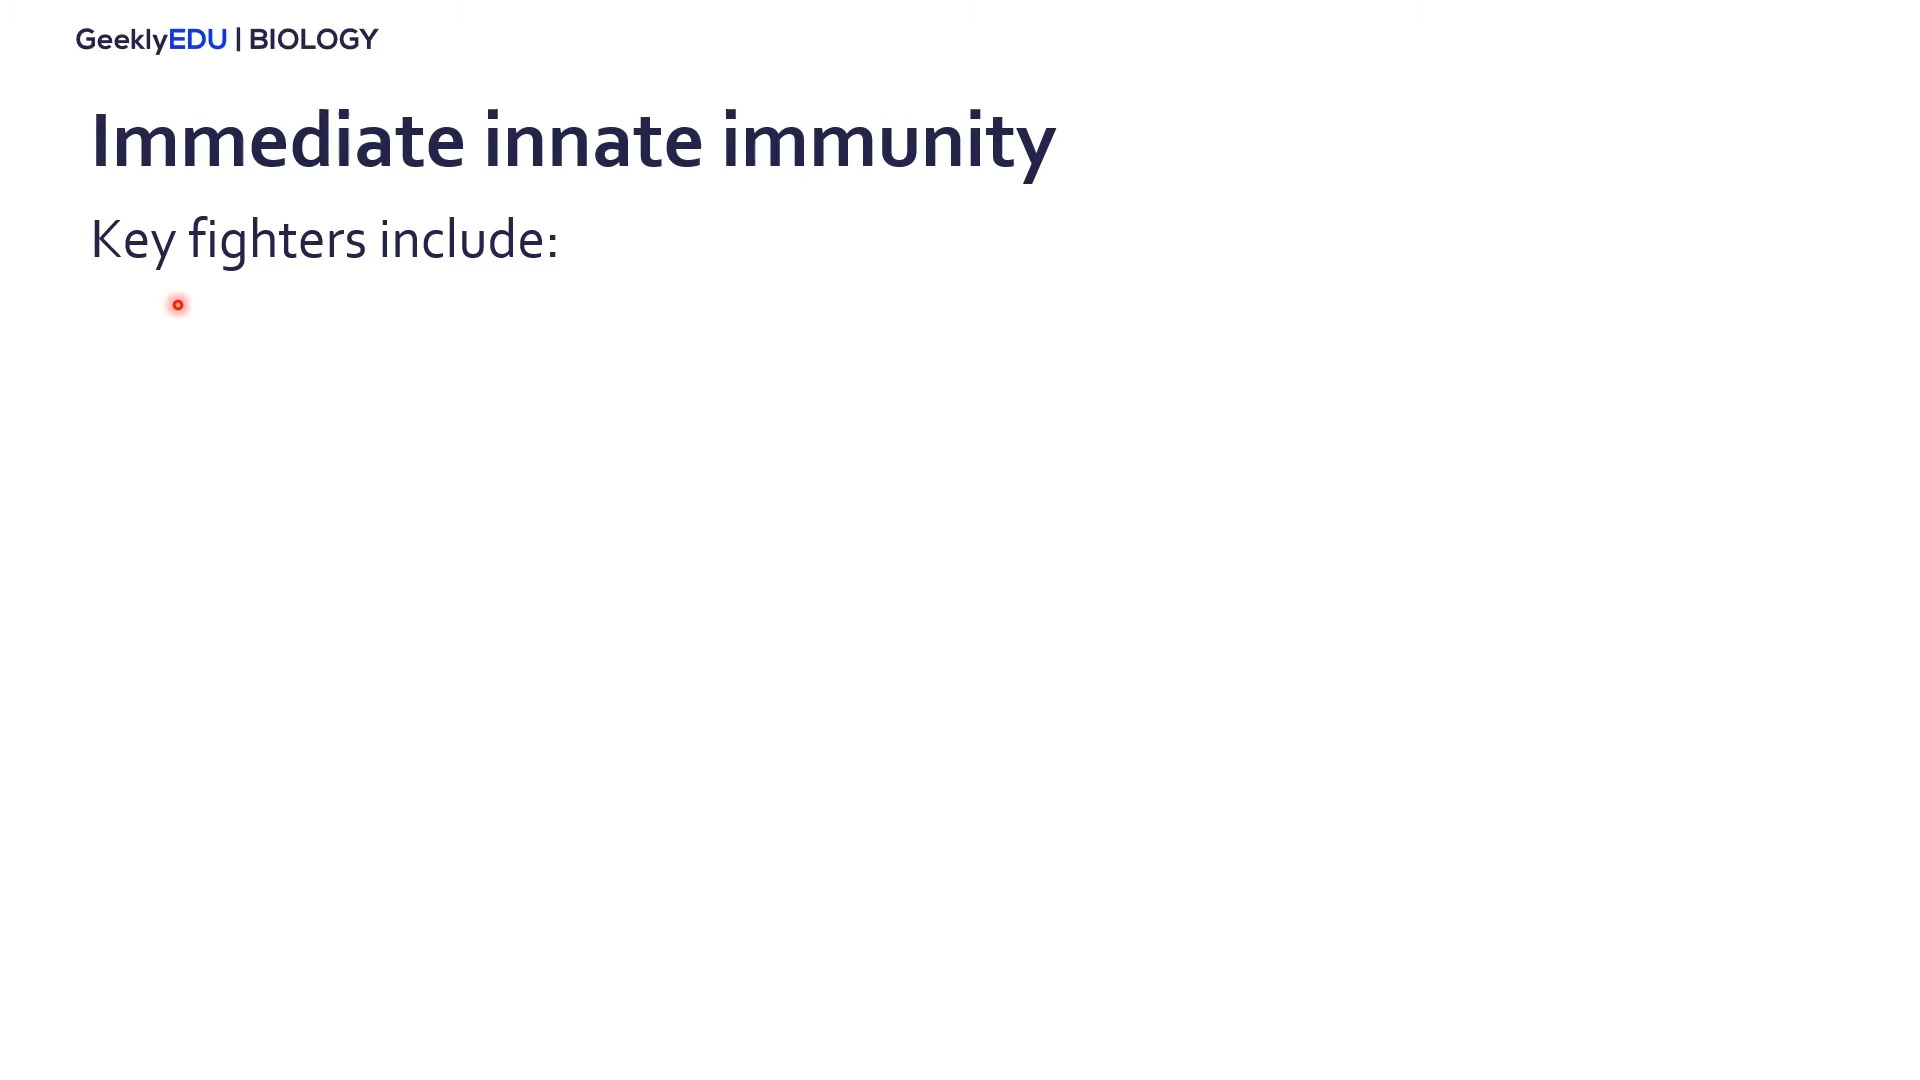 GeeklyEDU | BIOLOGY
Immediate innate immunity
Key fighters include: